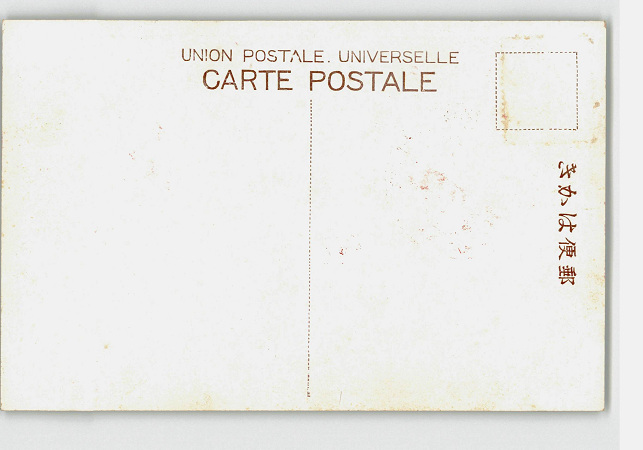 UNION POSTALE. UNIVERSELLE
CARTE POSTALE
郵便はかき